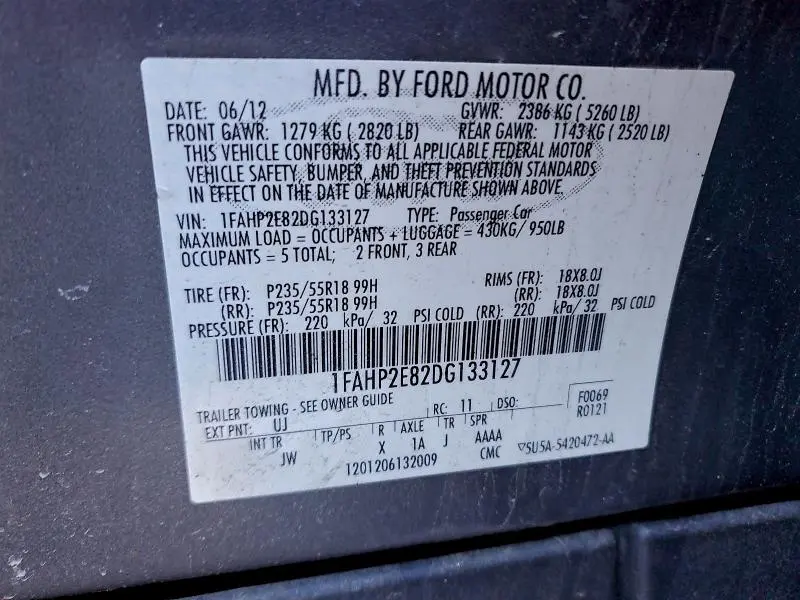 MFD. BY FORD MOTOR CO.
DATE: 06/12 GVWR: 2386 KG ( 5260 LB)
FRONT GAWR: 1279 KG ( 2820 LB) REAR GAWR: 1143 KG ( 2520 LB)
THIS VEHICLE CONFORMS TO ALL APPLICABLE FEDERAL MOTOR
VEHICLE SAFETY, BUMPER, AND THEFT PREVENTION STANDARDS
IN EFFECT ON THE DATE OF MANUFACTURE SHOWN ABOVE.
VIN: 1FAHP2E82DG133127 TYPE: Passenger Car
MAXIMUM LOAD = OCCUPANTS + LUGGAGE = 430KG/ 950LB
OCCUPANTS = 5 TOTAL; 2 FRONT, 3 REAR
TIRE (FR): P235/55R18 99H RIMS (FR): 18X8.0J
(RR): P235/55R18 99H (RR): 18X8.0J
PRESSURE (FR): 220 kPa/ 32 PSI COLD (RR): 220 kPa/ 32 PSI COLD
1FAHP2E82DG133127
TRAILER TOWING - SEE OWNER GUIDE
EXT PNT: UJ RC: 11 DSO: F0069
R0121
INT TR TP/PS R AXLE TR SPR
JW X 1A J AAAA
1201206132009 CMC ▽5U5A-5420472-AA